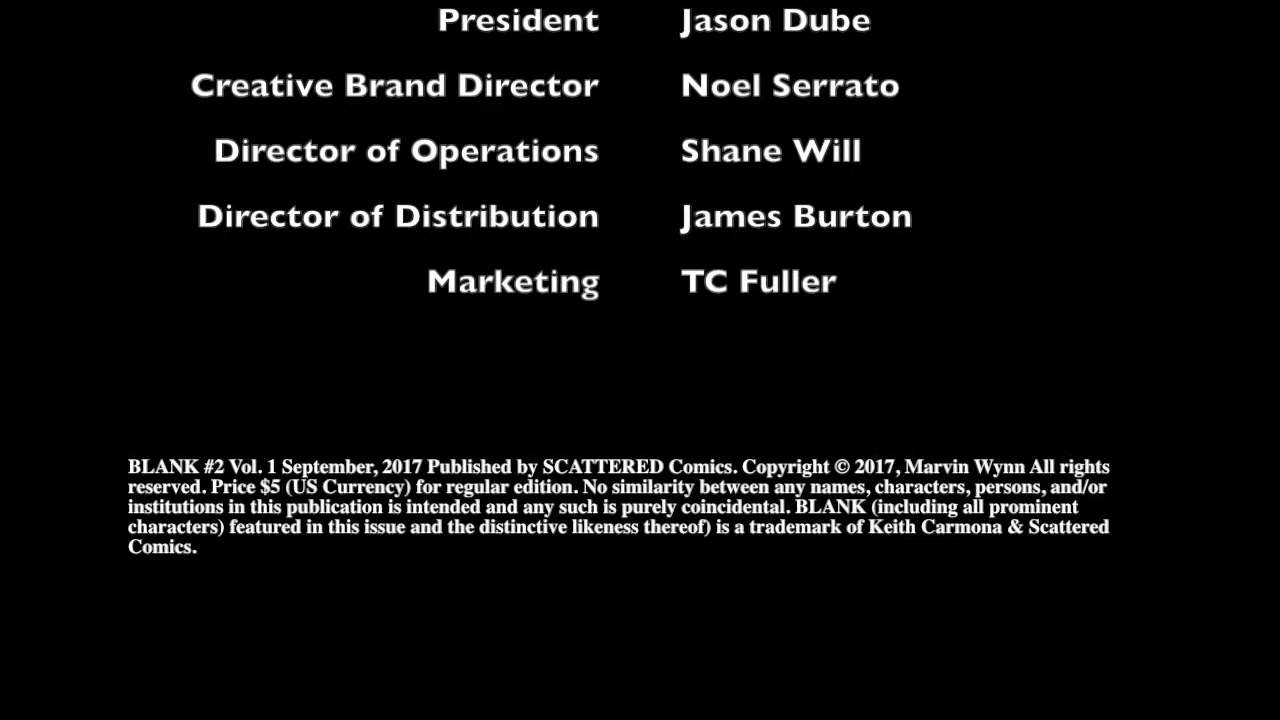 President Jason Dube
Creative Brand Director Noel Serrato
Director of Operations Shane Will
Director of Distribution James Burton
Marketing TC Fuller
BLANK #2 Vol. 1 September, 2017 Published by SCATTERED Comics. Copyright © 2017, Marvin Wynn All rights
reserved. Price $5 (US Currency) for regular edition. No similarity between any names, characters, persons, and/or
institutions in this publication is intended and any such is purely coincidental. BLANK (including all prominent
characters) featured in this issue and the distinctive likeness thereof) is a trademark of Keith Carmona & Scattered
Comics.